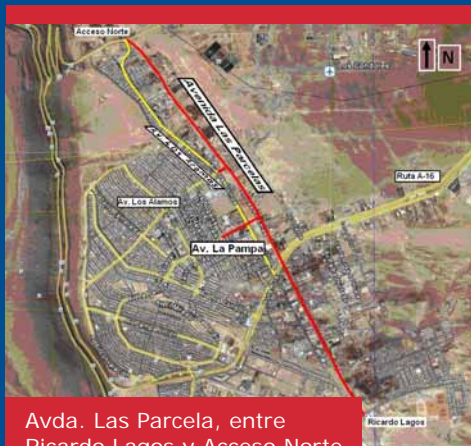 Acceso Norte
N
Avenida Las Parcelas
Ruta A-16
Av. Los Alamos
Av. La Pampa
Ricardo Lagos
Avda. Las Parcela, entre
Ricardo Lagos y Acceso Norte